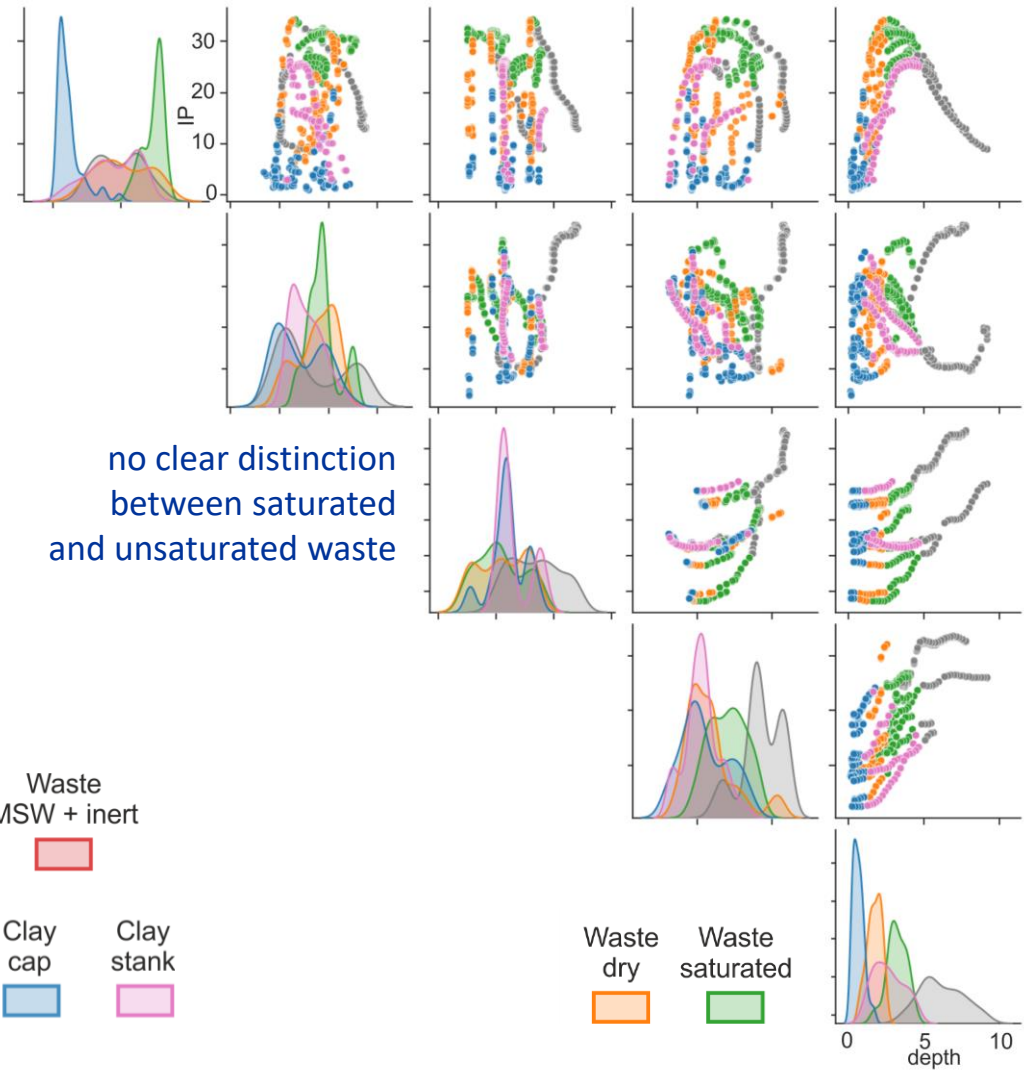 30
20
10
0
IP
no clear distinction
between saturated
and unsaturated waste
Waste
MSW + inert
Clay
cap
Clay
stank
Waste
dry
Waste
saturated
0
5
10
depth